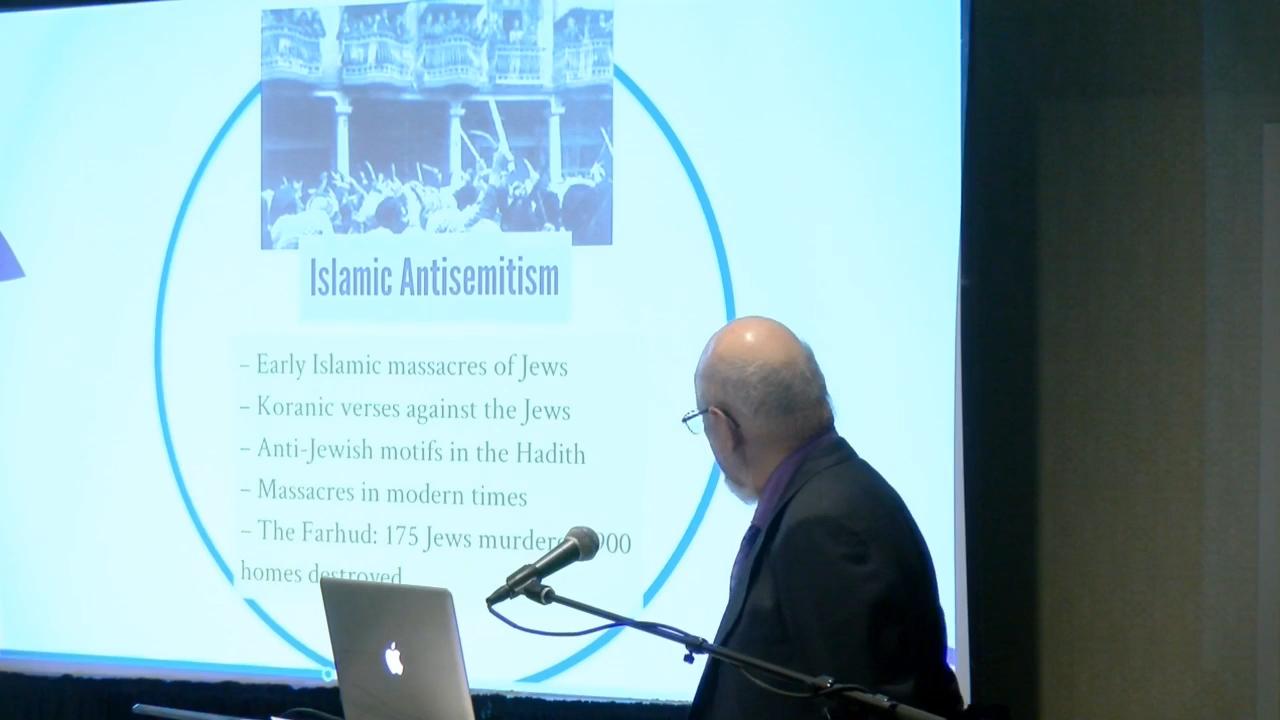 Islamic Antisemitism
– Early Islamic massacres of Jews
– Koranic verses against the Jews
– Anti-Jewish motifs in the Hadith
– Massacres in modern times
– The Farhud: 175 Jews
homes destroyed